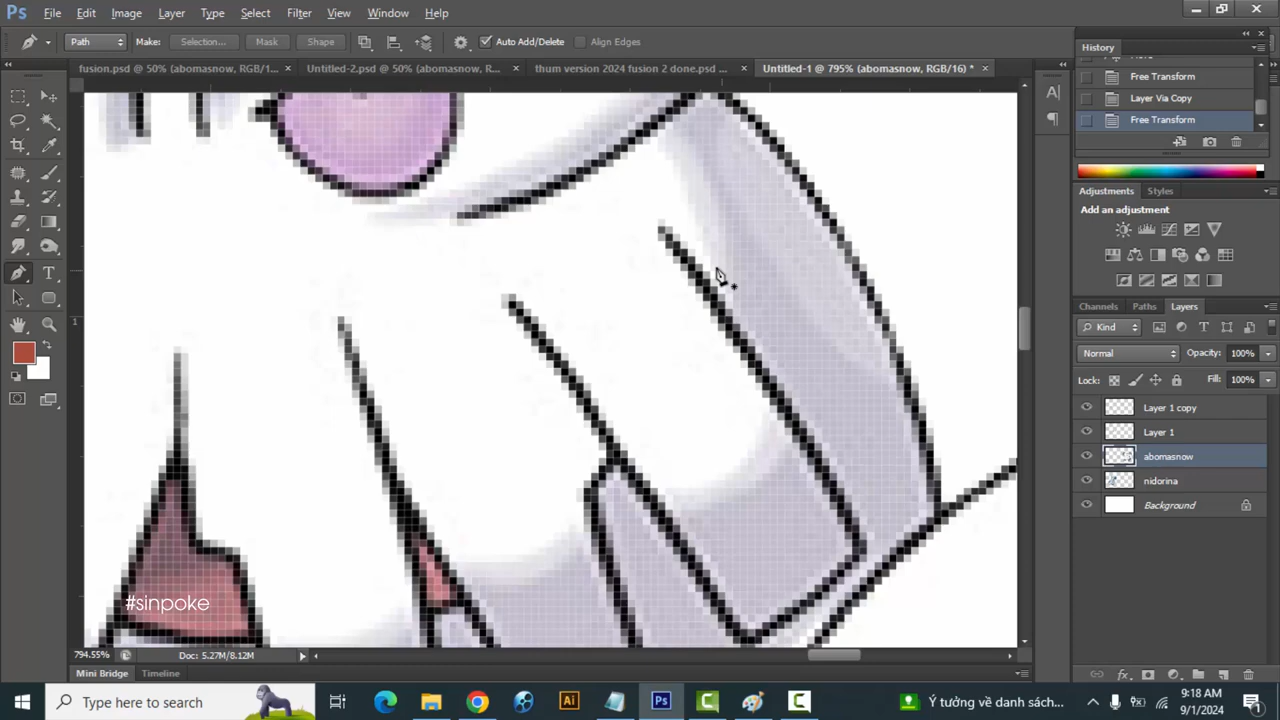 Ps File Edit Image Layer Type Select Filter View Window Help
Path Make: Selection... Mask Shape Auto Add/Delete Align Edges
fusion.psd @ 50% (abomasnow, RGB/1... × Untitled-2.psd @ 50% (abomasnow, R... × thum version 2024 fusion 2 done.psd ... × Untitled-1 @ 795% (abomasnow, RGB/16) * ×
History
Free Transform
Layer Via Copy
Free Transform
Adjustments Styles
Add an adjustment
Channels Paths Layers
Kind
Normal Opacity: 100%
Lock: Fill: 100%
Layer 1 copy
Layer 1
abomasnow
nidorina
Background
1
#sinpoke
794.55% Doc: 5.27M/8.12M
Mini Bridge Timeline
Type here to search
Ai Ps
Ý tưởng về danh sách...
9:18 AM
9/1/2024
1